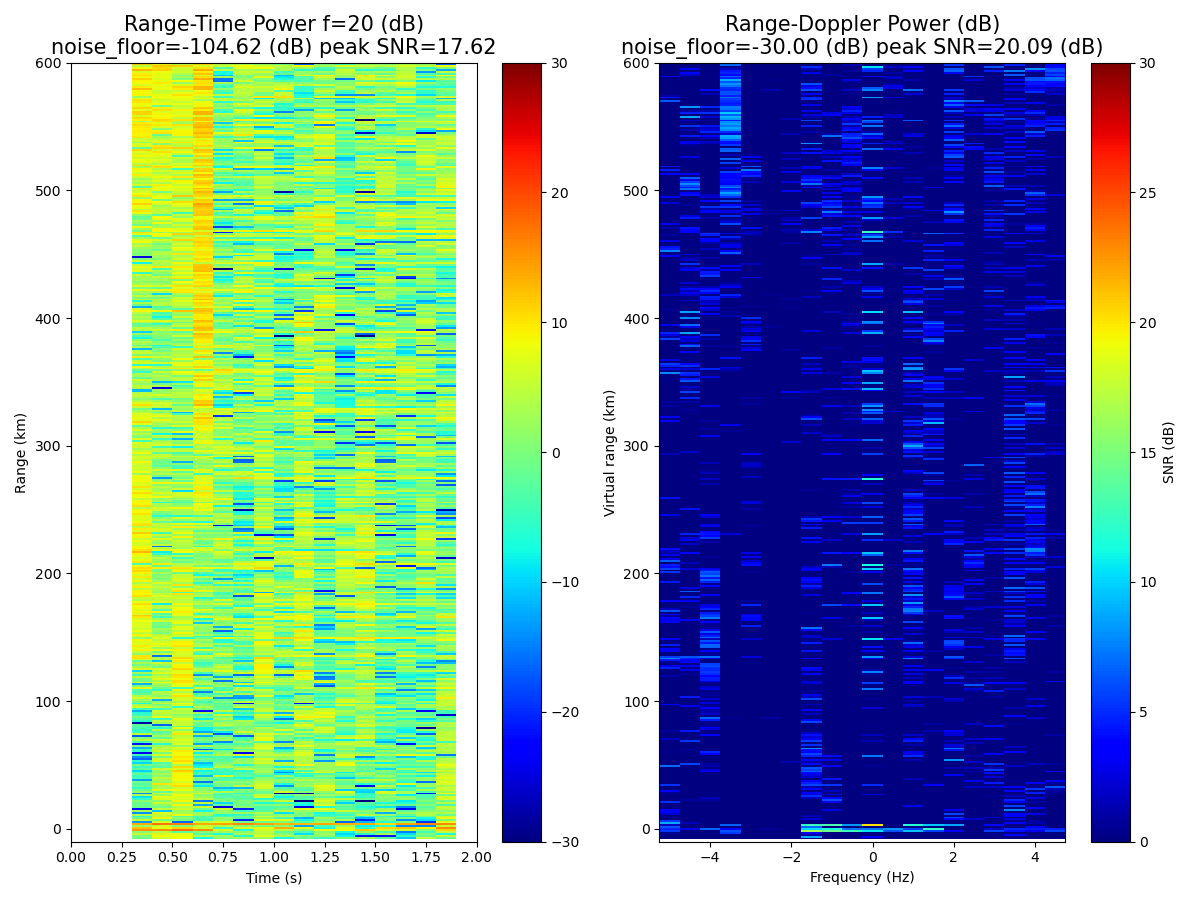 Range-Time Power f=20 (dB)
noise_floor=-104.62 (dB) peak SNR=17.62
Range-Doppler Power (dB)
noise_floor=-30.00 (dB) peak SNR=20.09 (dB)
600
500
400
300
200
100
0
Range (km)
0.00 0.25 0.50 0.75 1.00 1.25 1.50 1.75 2.00
Time (s)
30
20
10
0
−10
−20
−30
600
500
400
300
200
100
0
Virtual range (km)
−4 −2 0 2 4
Frequency (Hz)
30
25
20
15
10
5
0
SNR (dB)